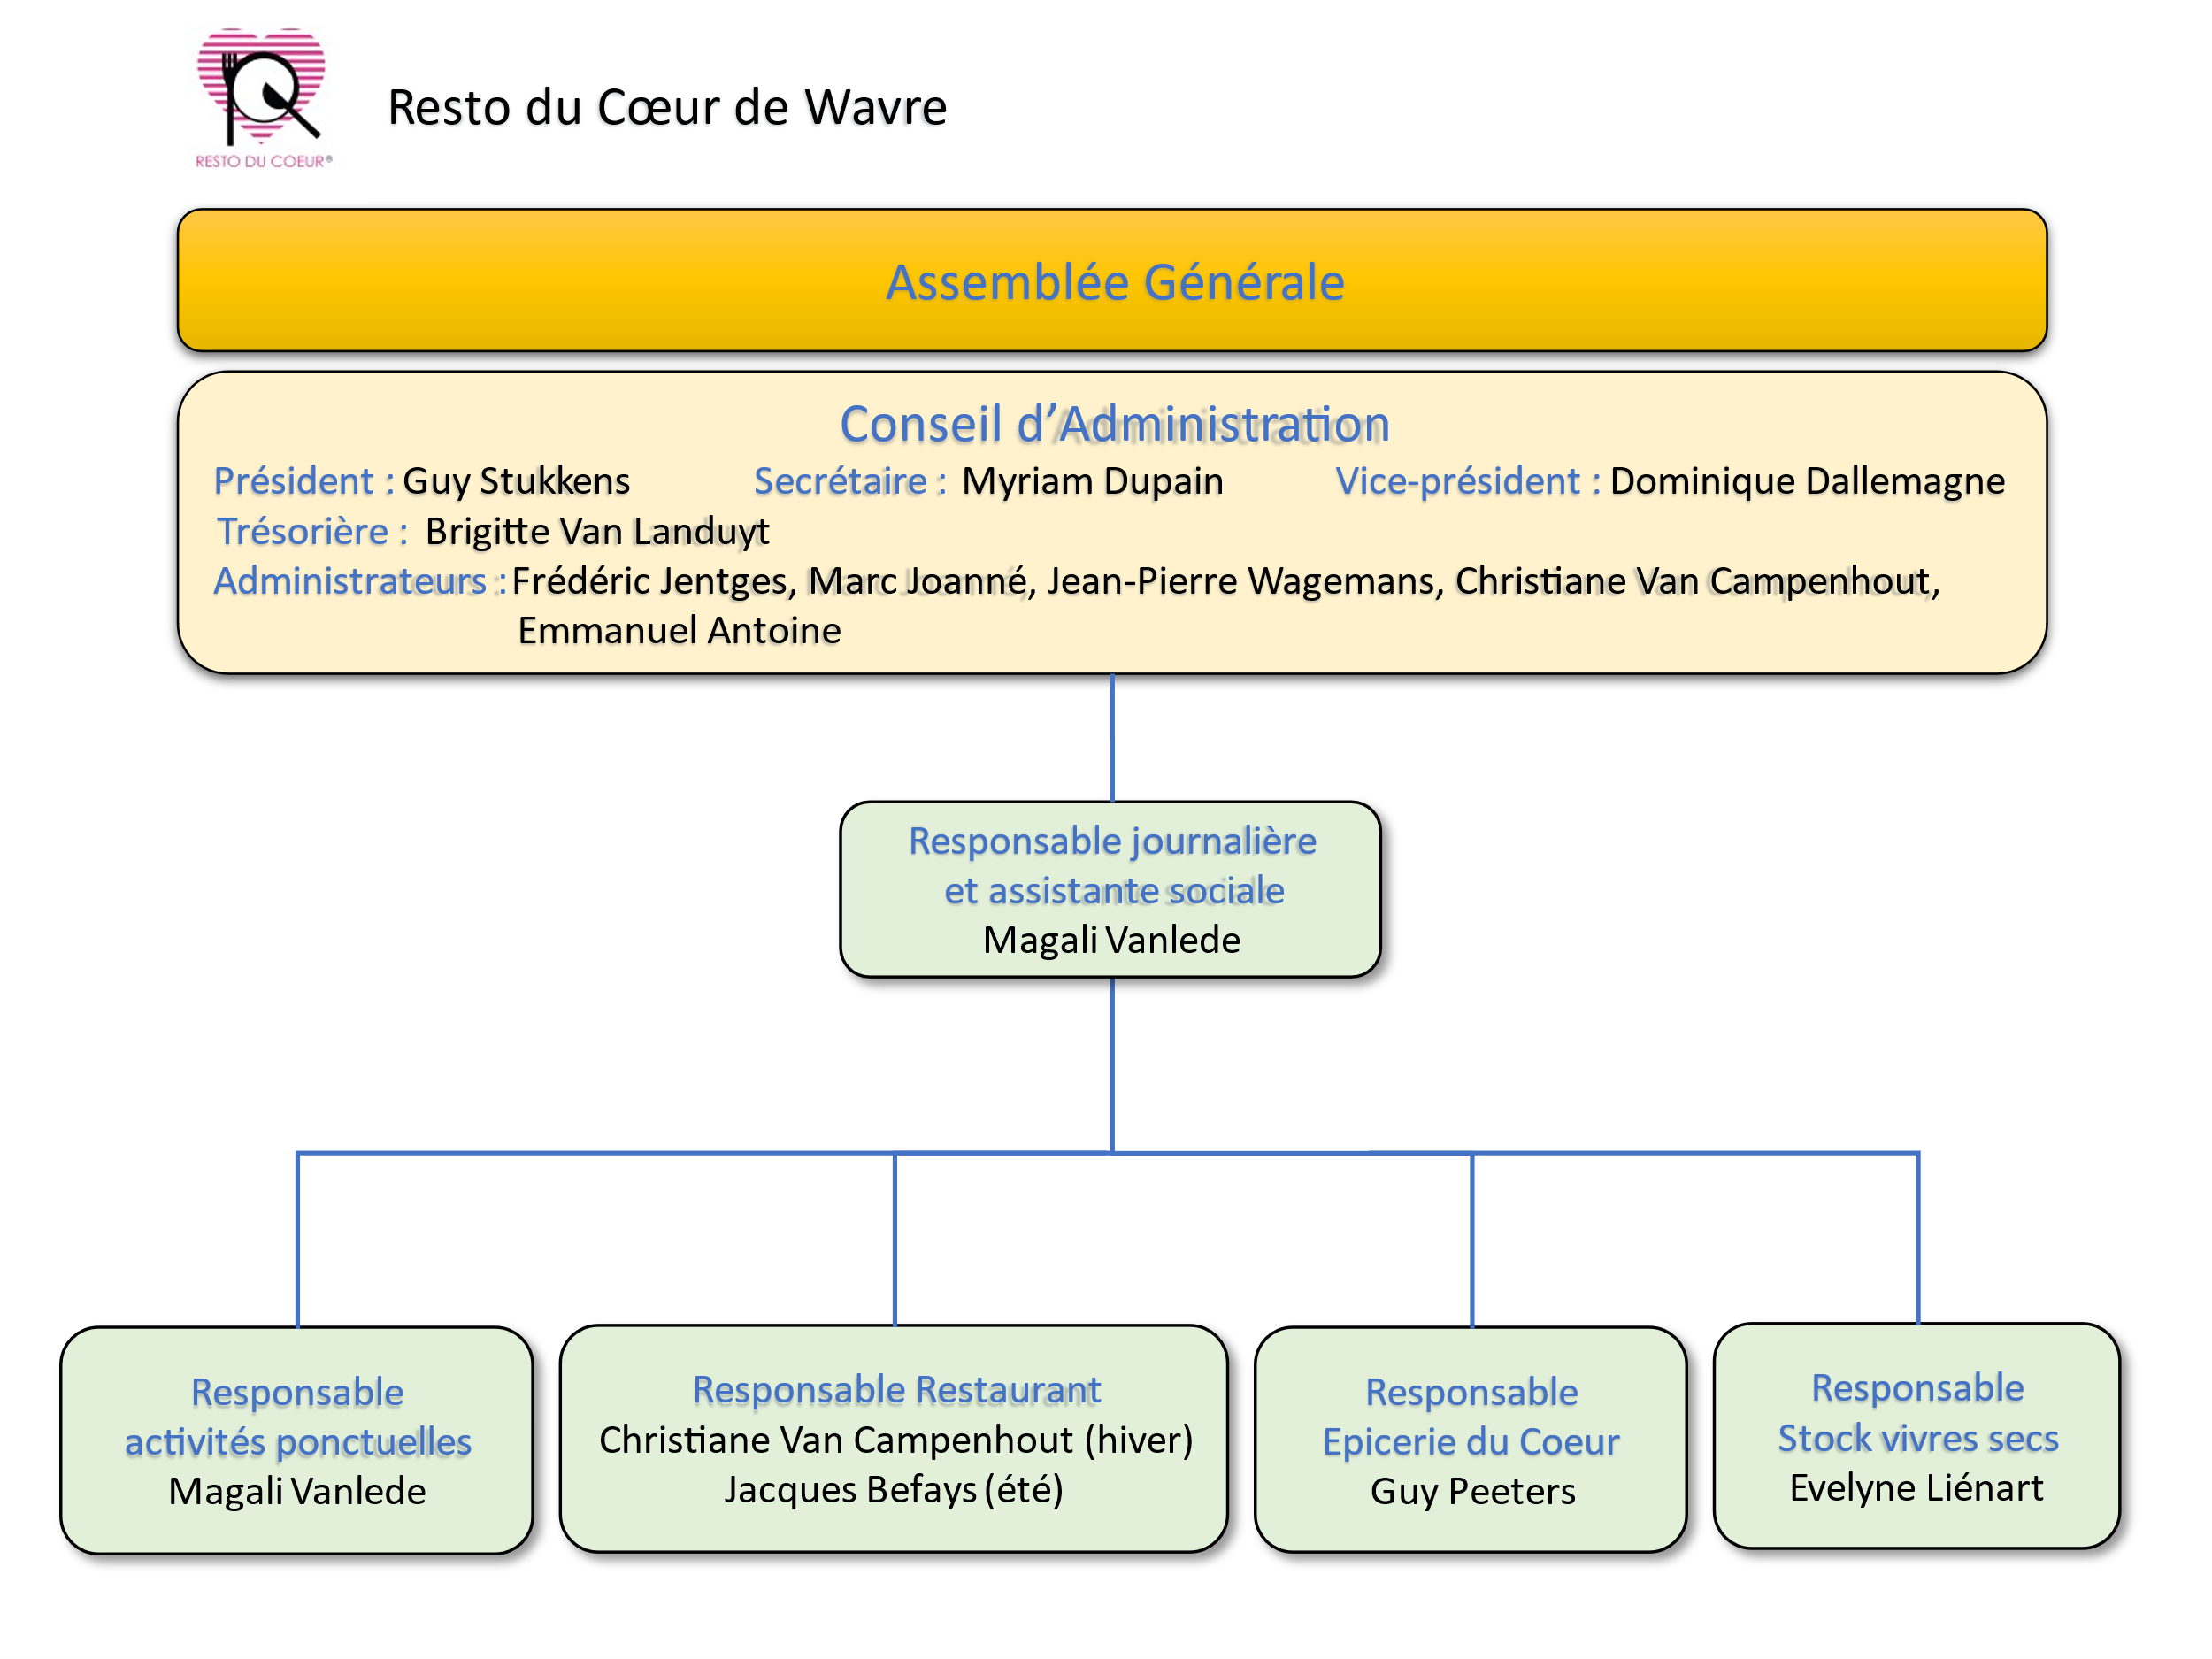 RESTO DU COEUR®
Resto du Cœur de Wavre
Assemblée Générale
Conseil d’Administration
Président : Guy Stukkens Secrétaire : Myriam Dupain Vice-président : Dominique Dallemagne
Trésorière : Brigitte Van Landuyt
Administrateurs : Frédéric Jentges, Marc Joanné, Jean-Pierre Wagemans, Christiane Van Campenhout,
Emmanuel Antoine
Responsable journalière
et assistante sociale
Magali Vanlede
Responsable
activités ponctuelles
Magali Vanlede
Responsable Restaurant
Christiane Van Campenhout (hiver)
Jacques Befays (été)
Responsable
Epicerie du Coeur
Guy Peeters
Responsable
Stock vivres secs
Evelyne Liénart